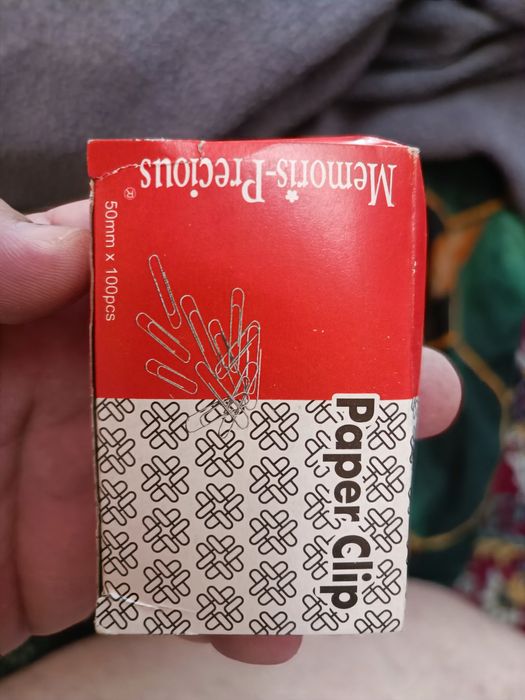 Memoris-Precious®
50mm x 100pcs
Paper Clip